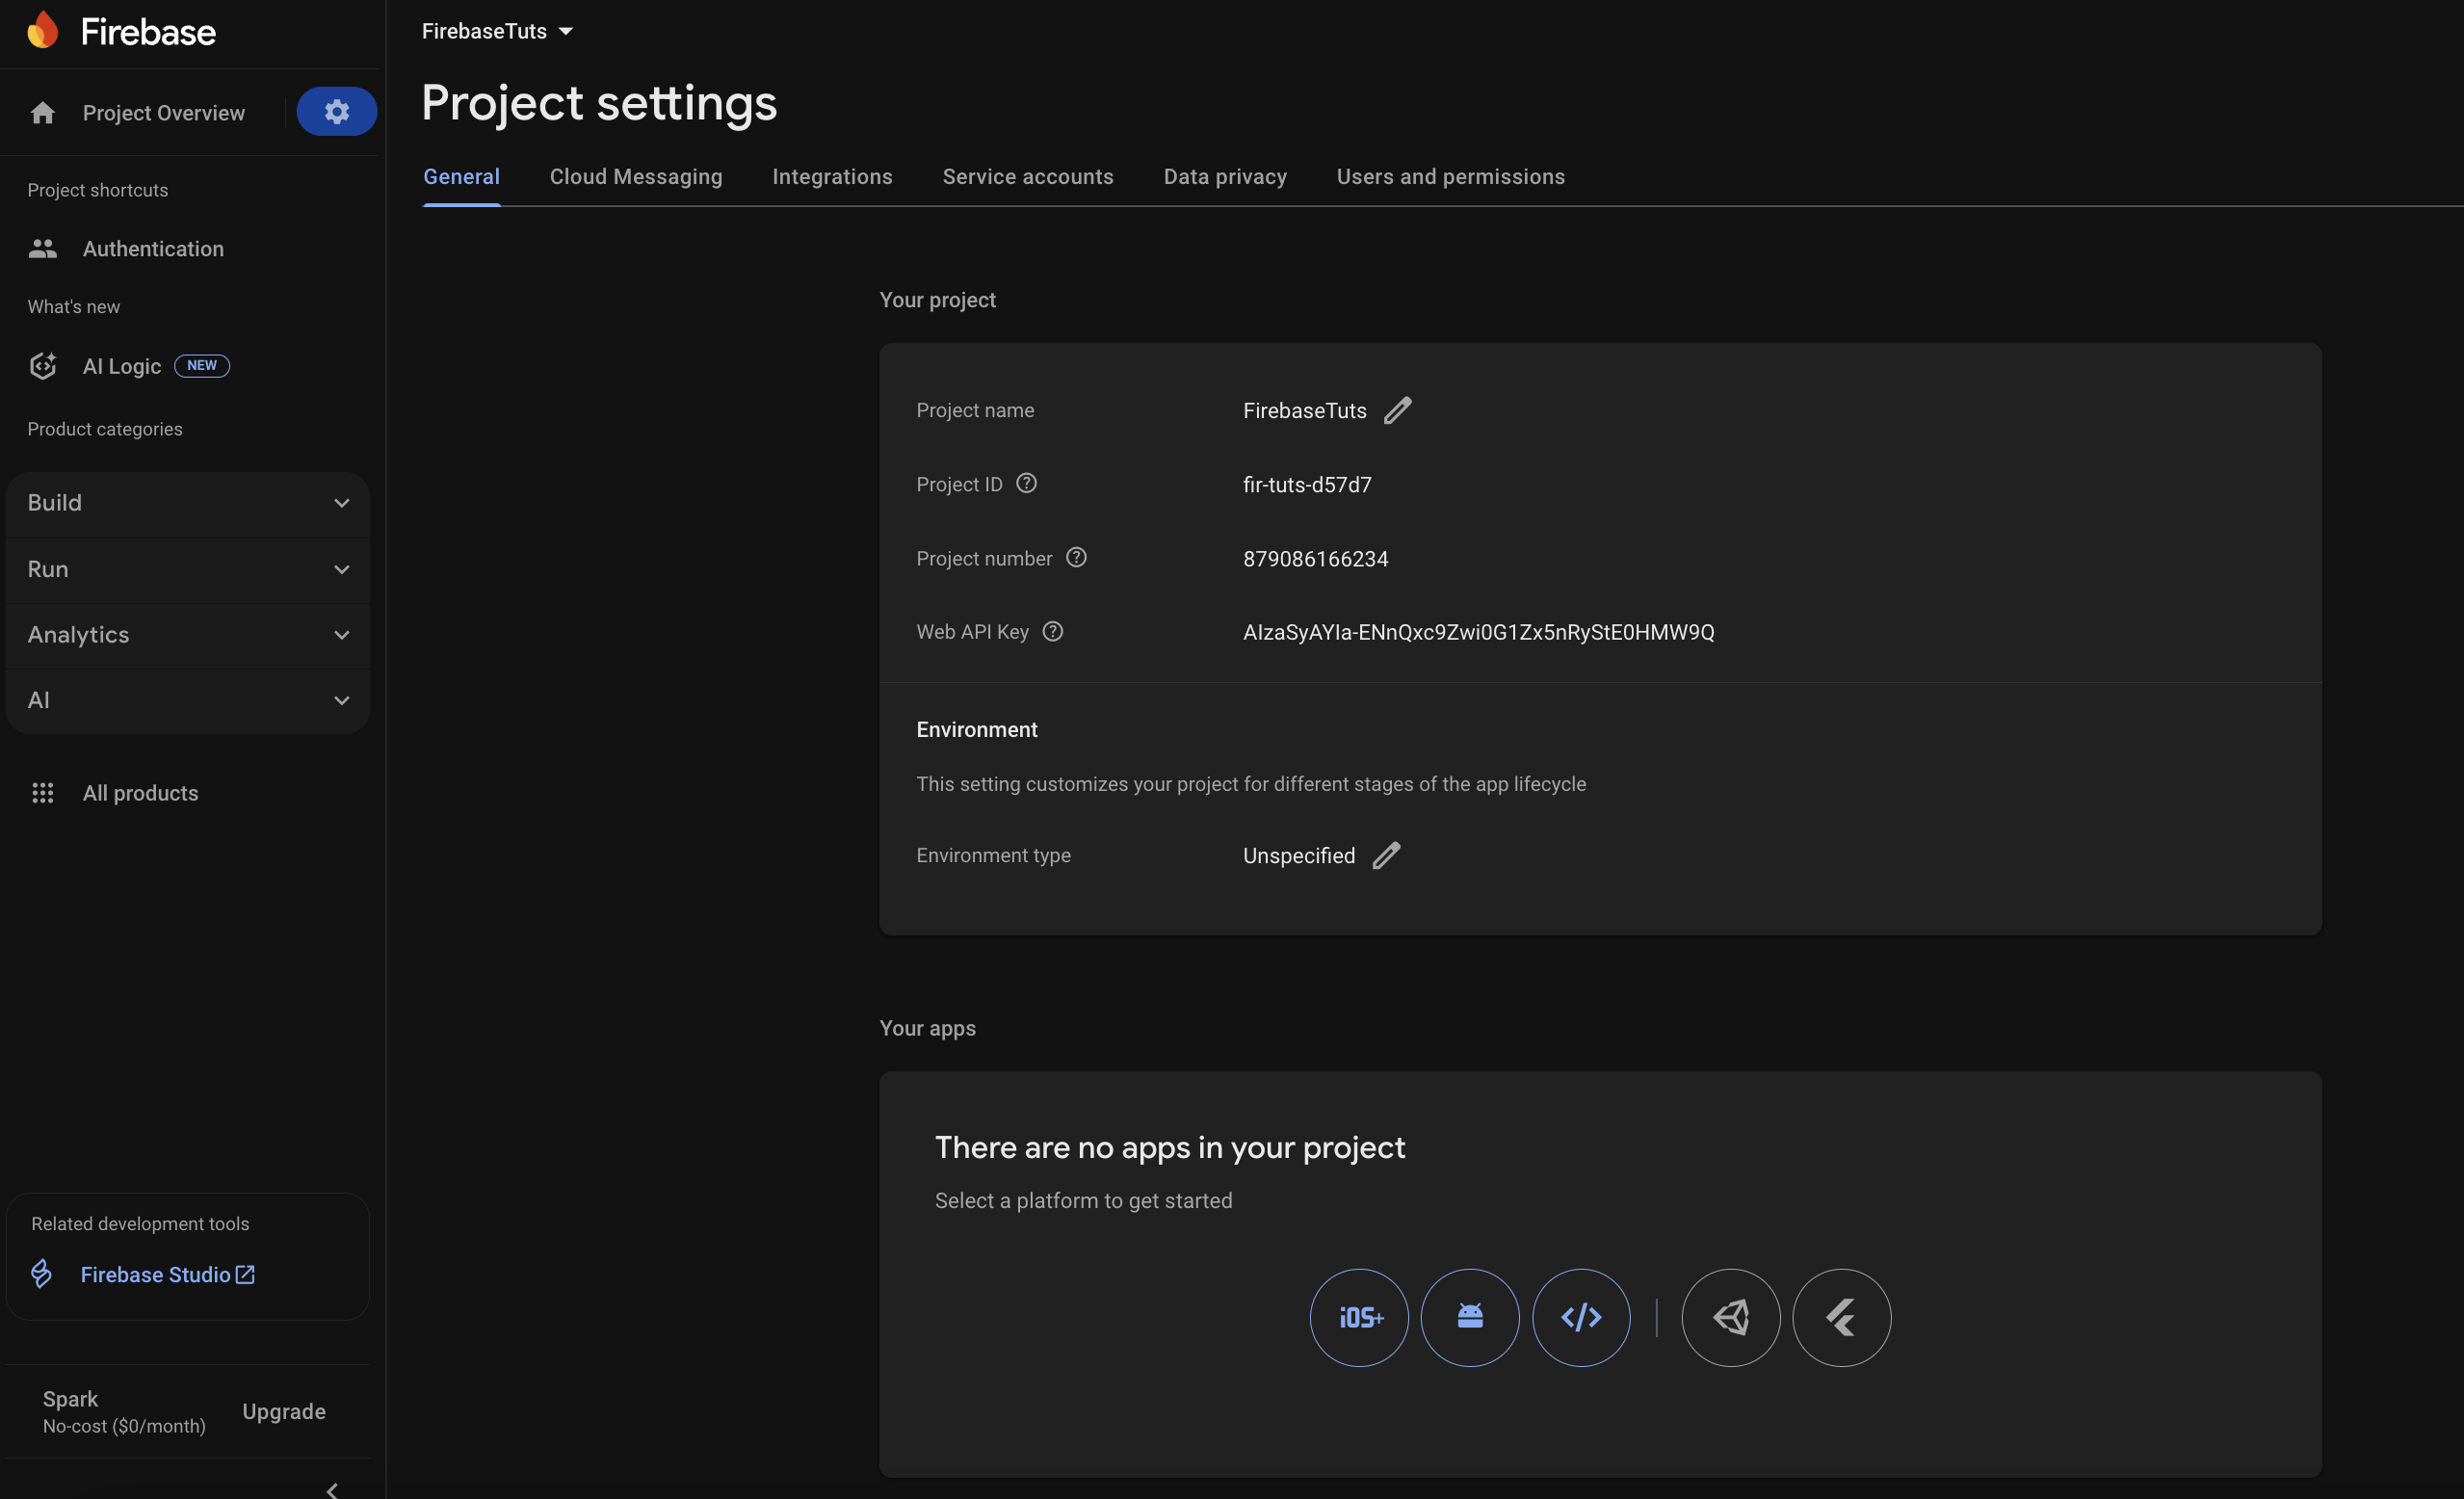 Firebase
Project Overview
Project shortcuts
Authentication
What's new
AI Logic NEW
Product categories
Build
Run
Analytics
AI
All products
Related development tools
Firebase Studio
Spark
No-cost ($0/month)
Upgrade
FirebaseTuts
Project settings
General Cloud Messaging Integrations Service accounts Data privacy Users and permissions
Your project
Project name FirebaseTuts
Project ID fir-tuts-d57d7
Project number 879086166234
Web API Key AIzaSyAYIa-ENnQxc9Zwi0G1Zx5nRyStE0HMW9Q
Environment
This setting customizes your project for different stages of the app lifecycle
Environment type Unspecified
Your apps
There are no apps in your project
Select a platform to get started
iOS+